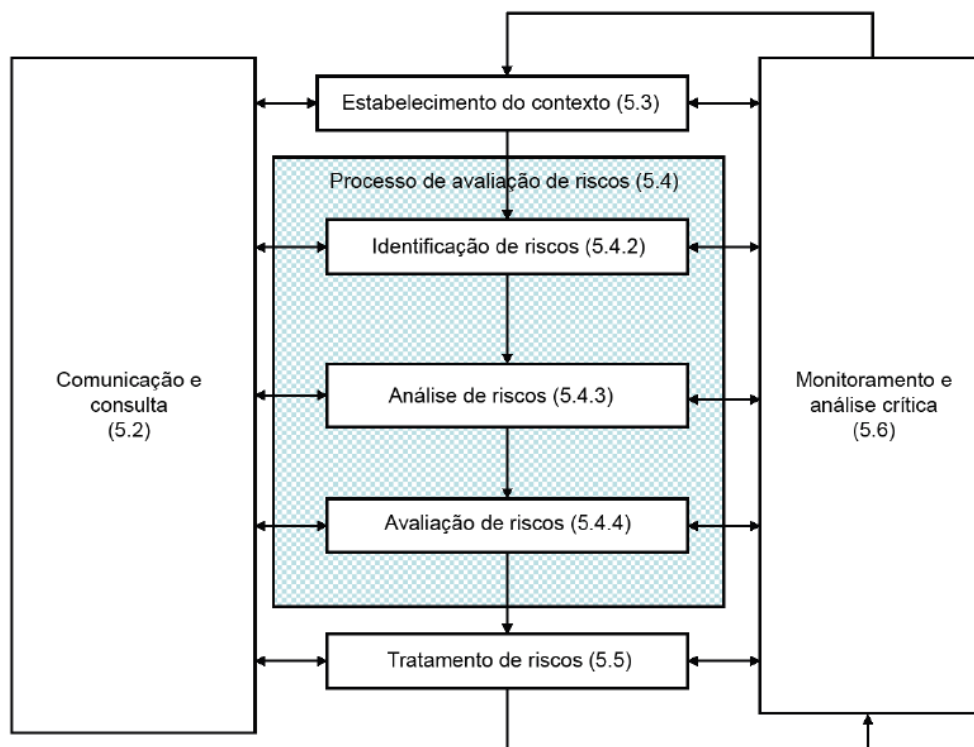 Estabelecimento do contexto (5.3)
Processo de avaliação de riscos (5.4)
Identificação de riscos (5.4.2)
Comunicação e
consulta
(5.2)
Análise de riscos (5.4.3)
Monitoramento e
análise crítica
(5.6)
Avaliação de riscos (5.4.4)
Tratamento de riscos (5.5)